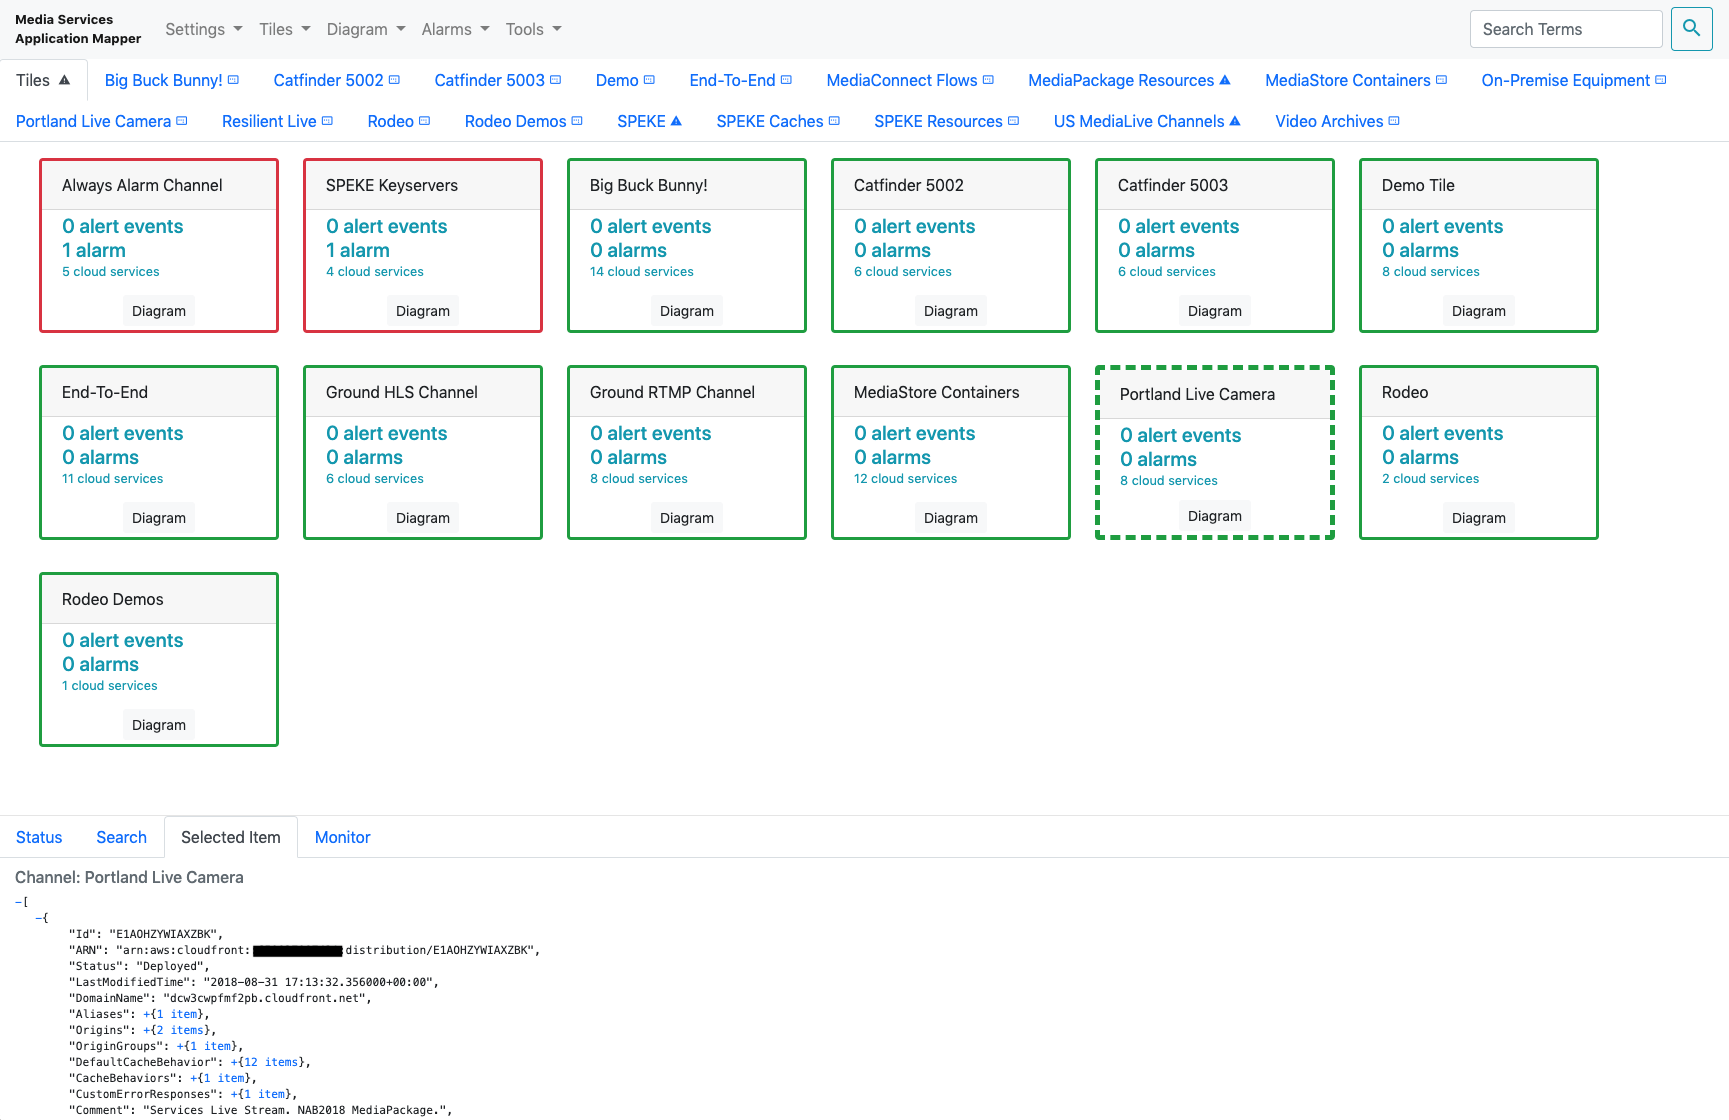 Media Services
Application Mapper
Settings Tiles Diagram Alarms Tools
Search Terms
Tiles Big Buck Bunny! Catfinder 5002 Catfinder 5003 Demo End-To-End MediaConnect Flows MediaPackage Resources MediaStore Containers On-Premise Equipment
Portland Live Camera Resilient Live Rodeo Rodeo Demos SPEKE SPEKE Caches SPEKE Resources US MediaLive Channels Video Archives
Always Alarm Channel
0 alert events
1 alarm
5 cloud services
Diagram
SPEKE Keyservers
0 alert events
1 alarm
4 cloud services
Diagram
Big Buck Bunny!
0 alert events
0 alarms
14 cloud services
Diagram
Catfinder 5002
0 alert events
0 alarms
6 cloud services
Diagram
Catfinder 5003
0 alert events
0 alarms
6 cloud services
Diagram
Demo Tile
0 alert events
0 alarms
8 cloud services
Diagram
End-To-End
0 alert events
0 alarms
11 cloud services
Diagram
Ground HLS Channel
0 alert events
0 alarms
6 cloud services
Diagram
Ground RTMP Channel
0 alert events
0 alarms
8 cloud services
Diagram
MediaStore Containers
0 alert events
0 alarms
12 cloud services
Diagram
Portland Live Camera
0 alert events
0 alarms
8 cloud services
Diagram
Rodeo
0 alert events
0 alarms
2 cloud services
Diagram
Rodeo Demos
0 alert events
0 alarms
1 cloud services
Diagram
Status Search Selected Item Monitor
Channel: Portland Live Camera
−[
−{
"Id": "E1AOHZYWIAXZBK",
"ARN": "arn:aws:cloudfront: :distribution/E1AOHZYWIAXZBK",
"Status": "Deployed",
"LastModifiedTime": "2018-08-31 17:13:32.356000+00:00",
"DomainName": "dcw3cwpfmf2pb.cloudfront.net",
"Aliases": +{1 item},
"Origins": +{2 items},
"OriginGroups": +{1 item},
"DefaultCacheBehavior": +{12 items},
"CacheBehaviors": +{1 item},
"CustomErrorResponses": +{1 item},
"Comment": "Services Live Stream. NAB2018 MediaPackage.",